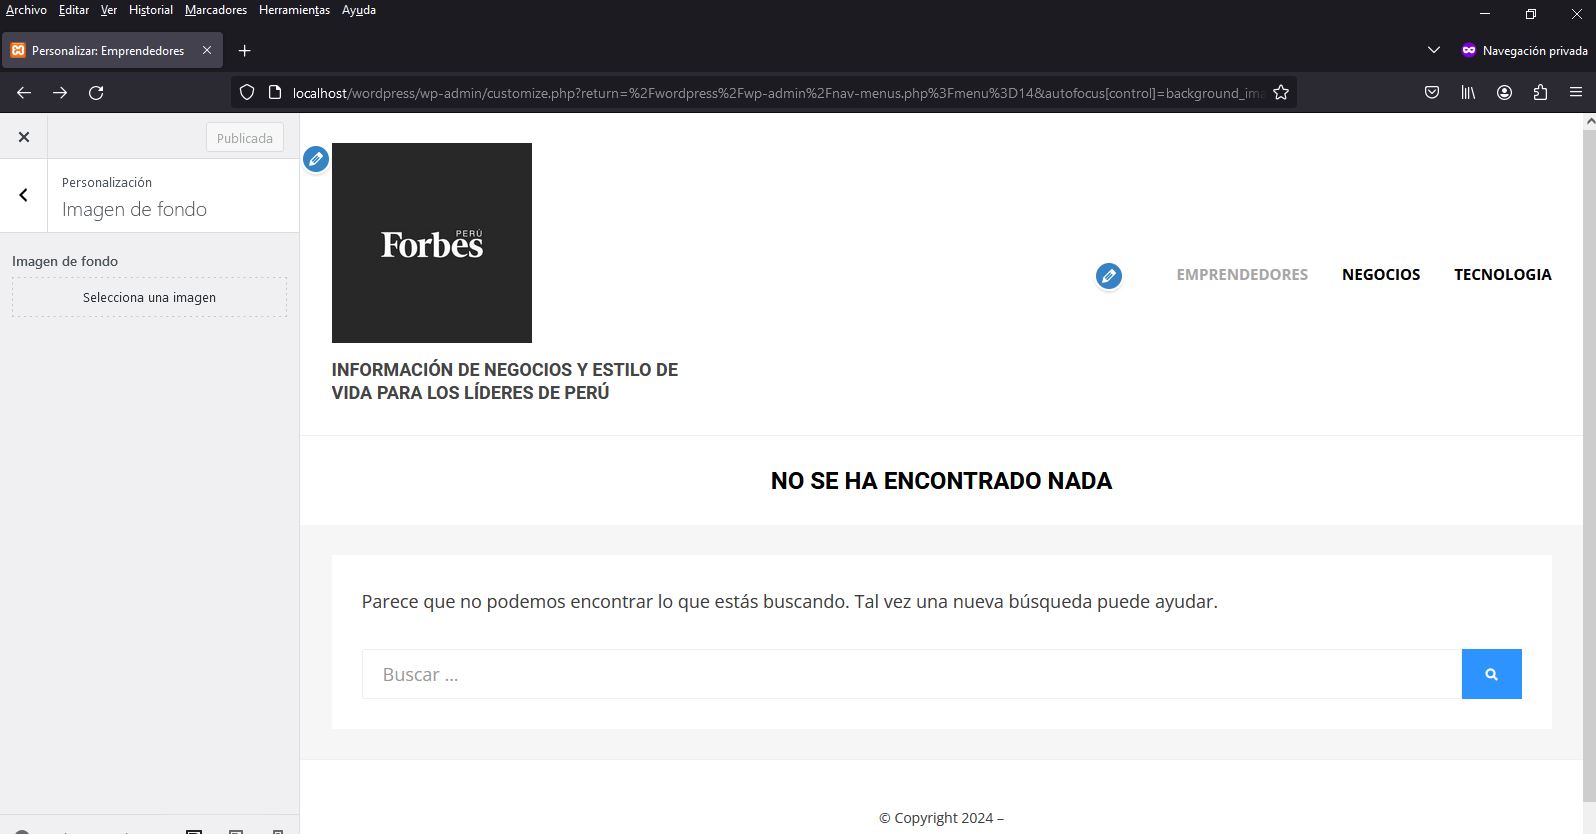 Archivo Editar Ver Historial Marcadores Herramientas Ayuda
Personalizar: Emprendedores
Navegación privada
localhost/wordpress/wp-admin/customize.php?return=%2Fwordpress%2Fwp-admin%2Fnav-menus.php%3Fmenu%3D14&autofocus[control]=background_ima
Publicada
Personalización
Imagen de fondo
Imagen de fondo
Selecciona una imagen
Forbes PERÚ
EMPRENDEDORES NEGOCIOS TECNOLOGIA
INFORMACIÓN DE NEGOCIOS Y ESTILO DE
VIDA PARA LOS LÍDERES DE PERÚ
NO SE HA ENCONTRADO NADA
Parece que no podemos encontrar lo que estás buscando. Tal vez una nueva búsqueda puede ayudar.
Buscar ...
© Copyright 2024 –